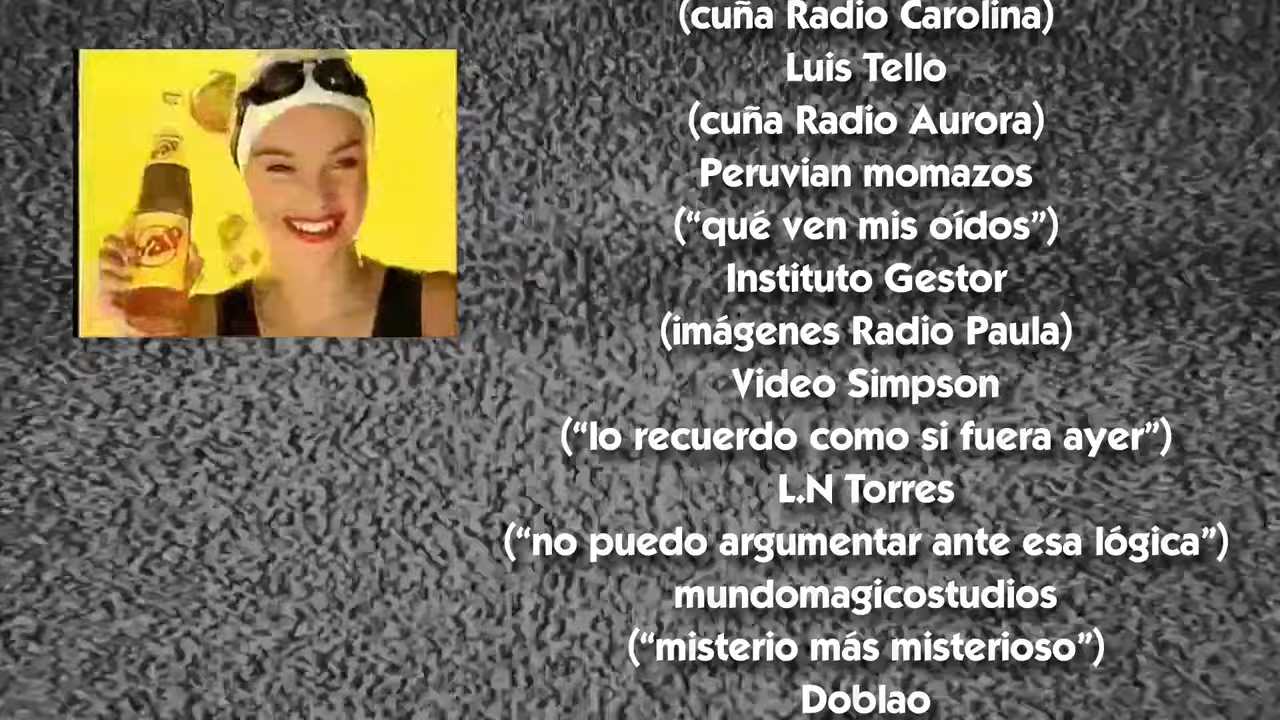 (cuña Radio Carolina)
Luis Tello
(cuña Radio Aurora)
Peruvian momazos
(“qué ven mis oídos”)
Instituto Gestor
(imágenes Radio Paula)
Video Simpson
(“lo recuerdo como si fuera ayer”)
L.N Torres
(“no puedo argumentar ante esa lógica”)
mundomagicostudios
(“misterio más misterioso”)
Doblao